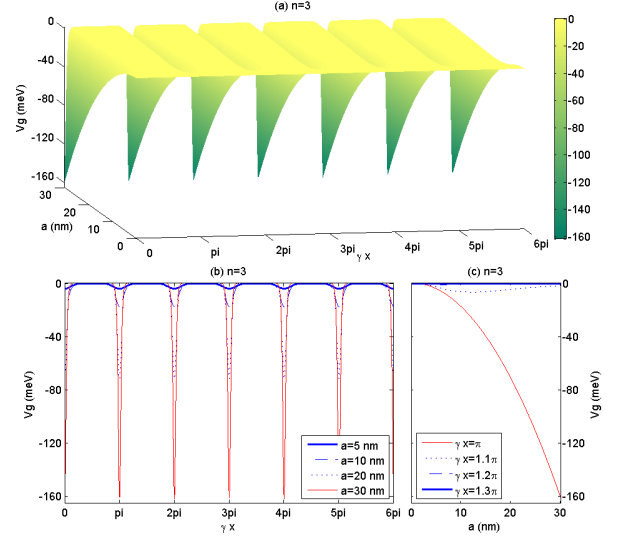 (a) n=3
0
-40
-80
-120
-160
Vg (meV)
30
20
10
0
a (nm)
0
pi
2pi
3pi
4pi
5pi
6pi
γ x
0
-20
-40
-60
-80
-100
-120
-140
-160
(b) n=3
0
-40
-80
-120
-160
Vg (meV)
0
pi
2pi
3pi
4pi
5pi
6pi
γ x
a=5 nm
a=10 nm
a=20 nm
a=30 nm
(c) n=3
0
-40
-80
-120
-160
Vg (meV)
0
10
20
30
a (nm)
γ x=π
γ x=1.1π
γ x=1.2π
γ x=1.3π